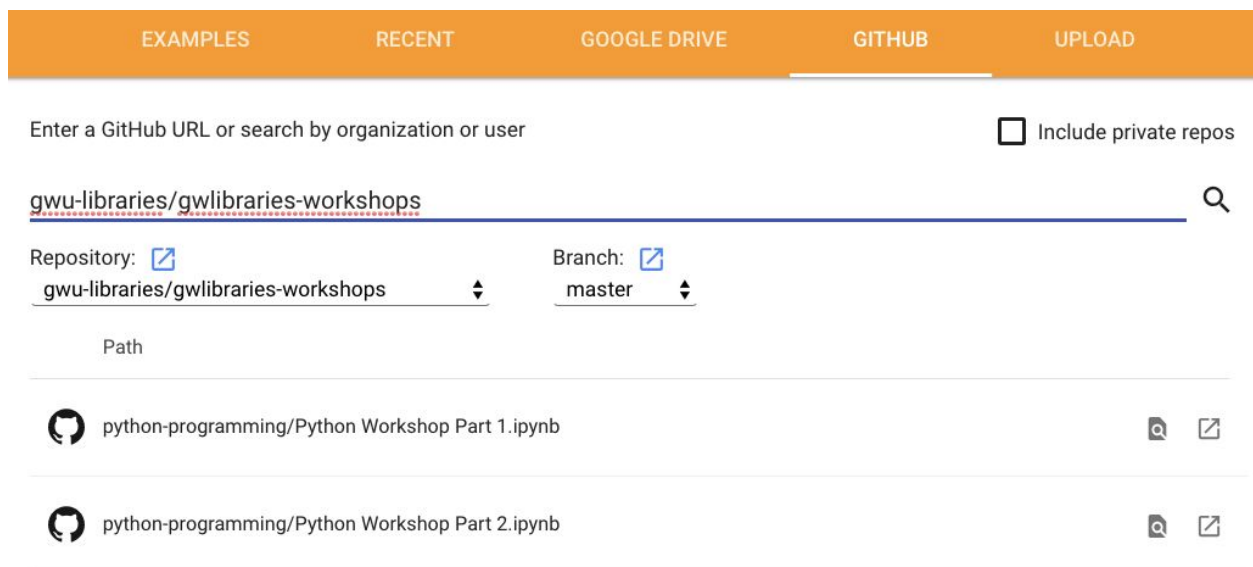 EXAMPLES RECENT GOOGLE DRIVE GITHUB UPLOAD
Enter a GitHub URL or search by organization or user Include private repos
gwu-libraries/gwlibraries-workshops
Repository: Branch:
gwu-libraries/gwlibraries-workshops master
Path
python-programming/Python Workshop Part 1.ipynb
python-programming/Python Workshop Part 2.ipynb